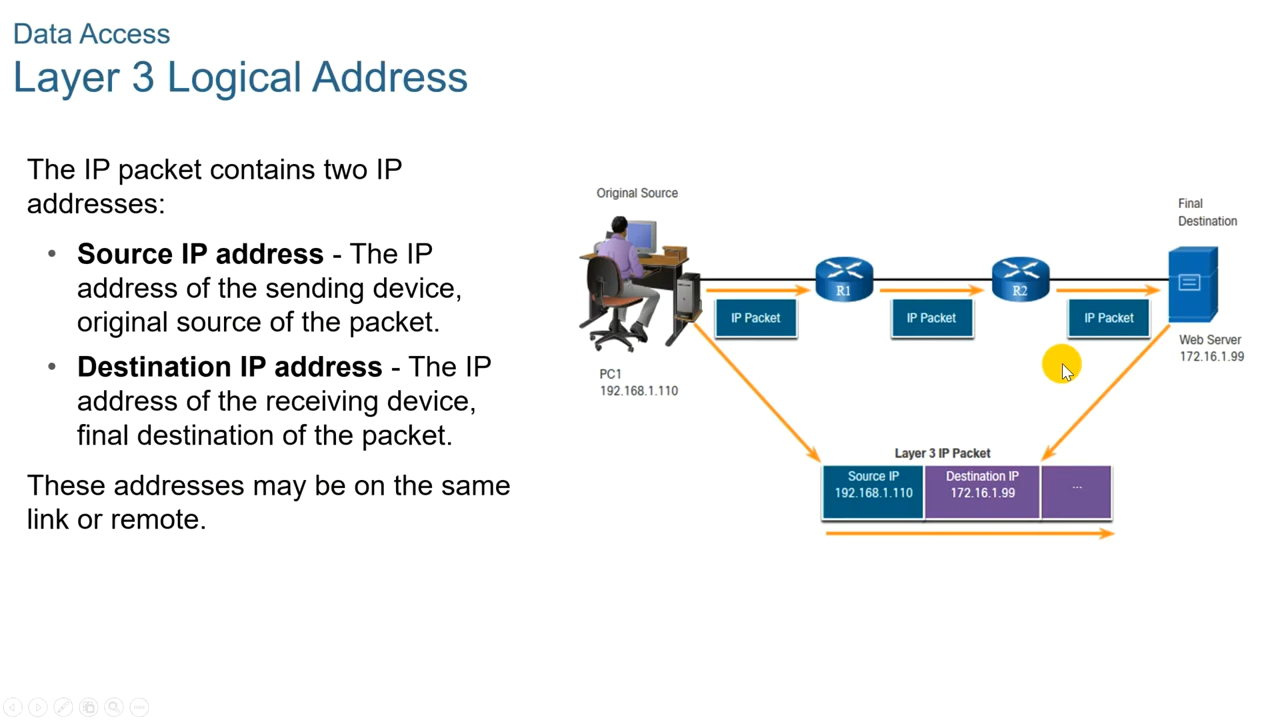 Data Access
Layer 3 Logical Address
The IP packet contains two IP
addresses:
• Source IP address - The IP
address of the sending device,
original source of the packet.
• Destination IP address - The IP
address of the receiving device,
final destination of the packet.
These addresses may be on the same
link or remote.
Original Source
Final
Destination
R1
R2
IP Packet
IP Packet
IP Packet
Web Server
172.16.1.99
PC1
192.168.1.110
Layer 3 IP Packet
Source IP
192.168.1.110
Destination IP
172.16.1.99
...